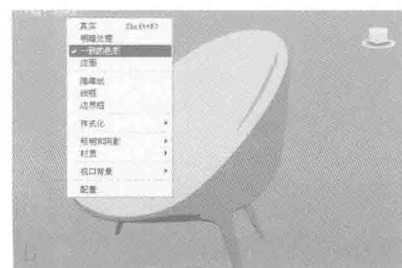 真实 Shift+F3
明暗处理
✓ 一致的色彩
边面
隐藏线
线框
边界框
样式化
照明和阴影
材质
视口背景
配置